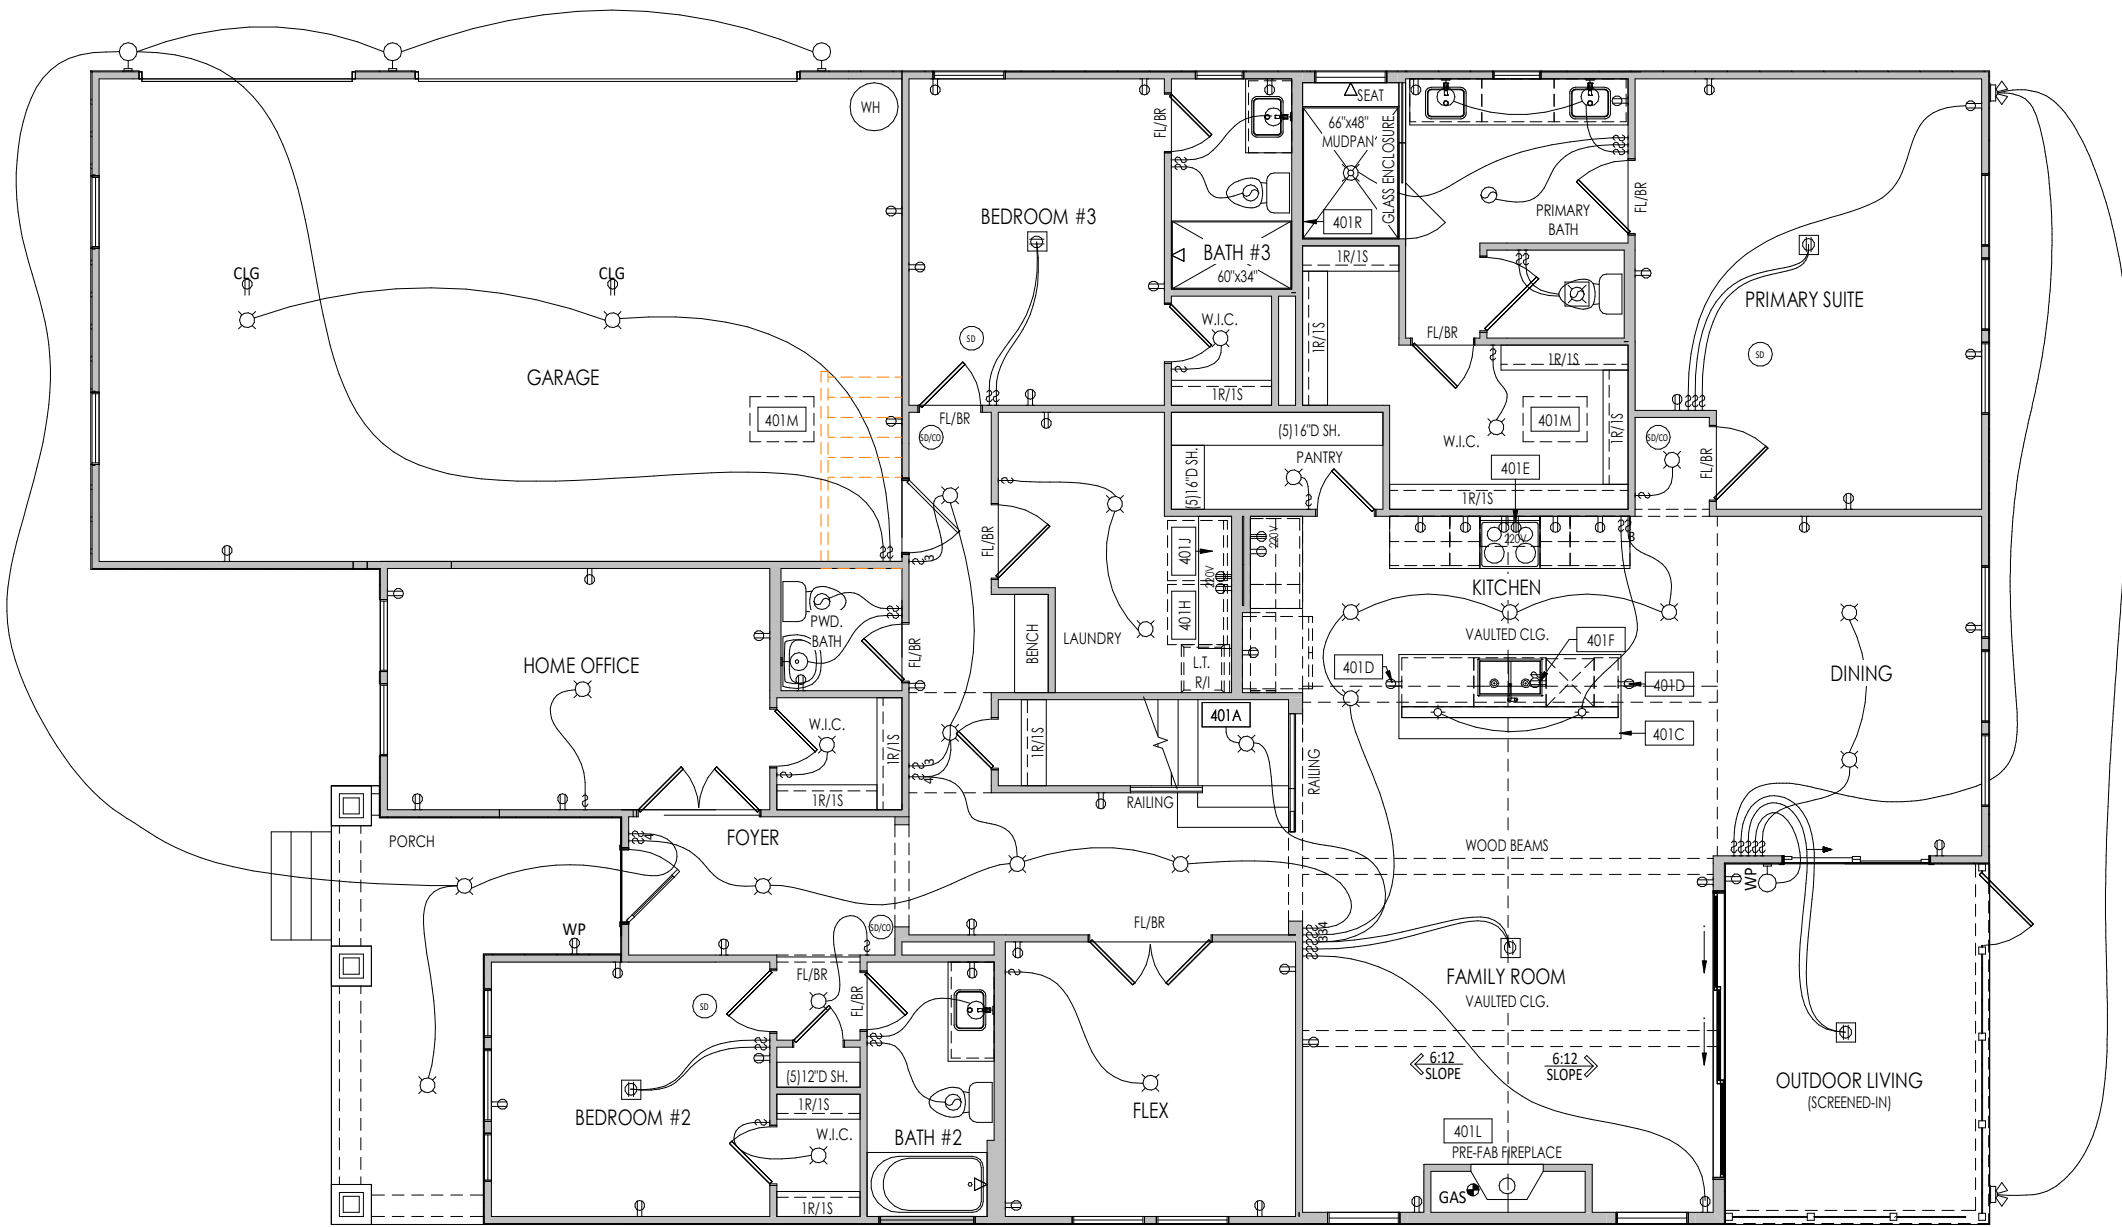 WH
FL/BR
SEAT
66"x48"
MUDPAN
GLASS ENCLOSURE
401R
BEDROOM #3
BATH #3
60"x34"
PRIMARY
BATH
FL/BR
CLG
CLG
1R/1S
PRIMARY SUITE
SD
SD
W.I.C.
1R/1S
FL/BR
1R/1S
GARAGE
1R/1S
401M
FL/BR
SD/CO
(5)16"D SH.
PANTRY
(5)16"D SH.
W.I.C.
401M
1R/1S
SD/CO
FL/BR
401E
1R/1S
FL/BR
3
401J
220V
220V
220V
3
KITCHEN
401H
PWD.
BATH
FL/BR
BENCH
LAUNDRY
VAULTED CLG.
401F
HOME OFFICE
L.T.
R/I
401D
401D
DINING
W.I.C.
1R/1S
1R/1S
401A
401C
3
4
RAILING
1R/1S
RAILING
PORCH
4
FOYER
WOOD BEAMS
WP
WP
SD/CO
FL/BR
334
FL/BR
FL/BR
SD
FAMILY ROOM
VAULTED CLG.
6:12
SLOPE
6:12
SLOPE
(5)12"D SH.
OUTDOOR LIVING
(SCREENED-IN)
BEDROOM #2
1R/1S
W.I.C.
BATH #2
FLEX
401L
PRE-FAB FIREPLACE
GAS
1R/1S